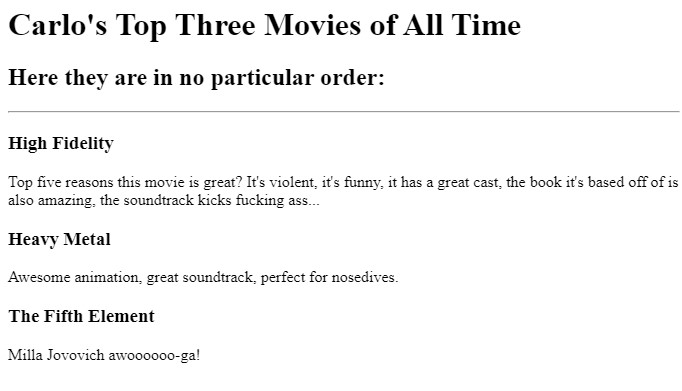 Carlo's Top Three Movies of All Time
Here they are in no particular order:
High Fidelity
Top five reasons this movie is great? It's violent, it's funny, it has a great cast, the book it's based off of is
also amazing, the soundtrack kicks fucking ass...
Heavy Metal
Awesome animation, great soundtrack, perfect for nosedives.
The Fifth Element
Milla Jovovich awoooooo-ga!